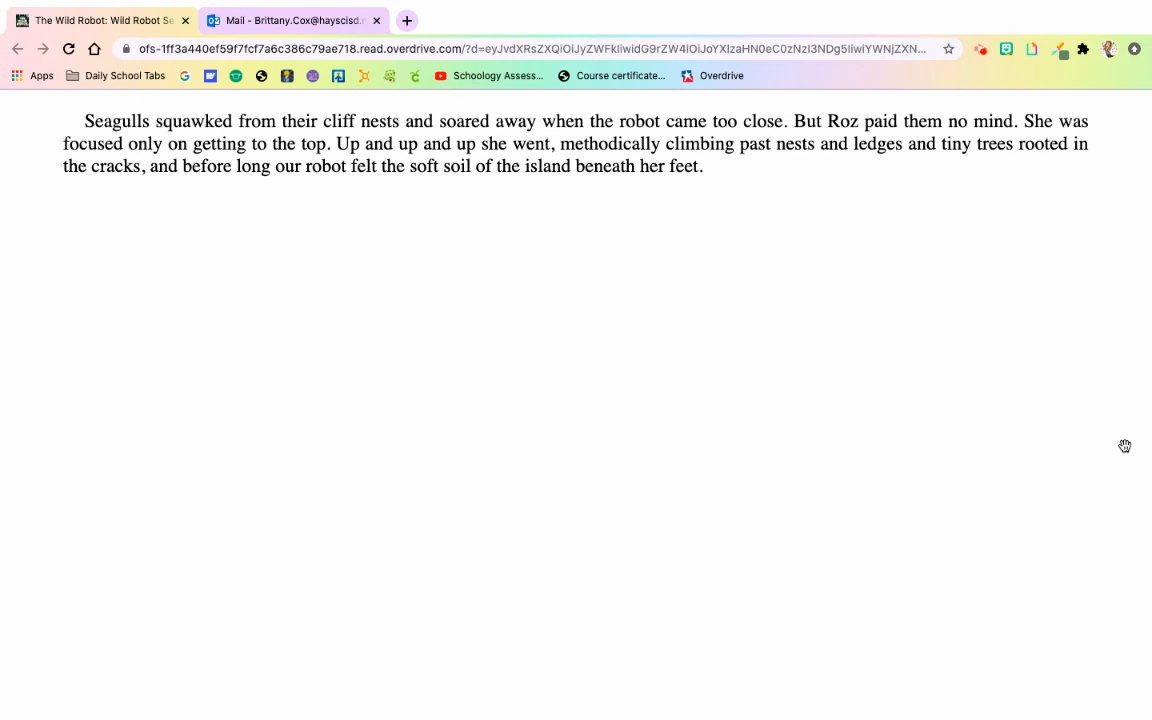 The Wild Robot: Wild Robot Se
Mail - Brittany.Cox@hayscisd.
ofs-1ff3a440ef59f7fcf7a6c386c79ae718.read.overdrive.com/?d=eyJvdXRsZXQiOiJyZWFkIiwidG9rZW4iOiJoYXlzaHN0eC0zNzI3NDg5IiwiYWNjZXN...
Apps
Daily School Tabs
Schoology Assess...
Course certificate...
Overdrive
Seagulls squawked from their cliff nests and soared away when the robot came too close. But Roz paid them no mind. She was
focused only on getting to the top. Up and up and up she went, methodically climbing past nests and ledges and tiny trees rooted in
the cracks, and before long our robot felt the soft soil of the island beneath her feet.